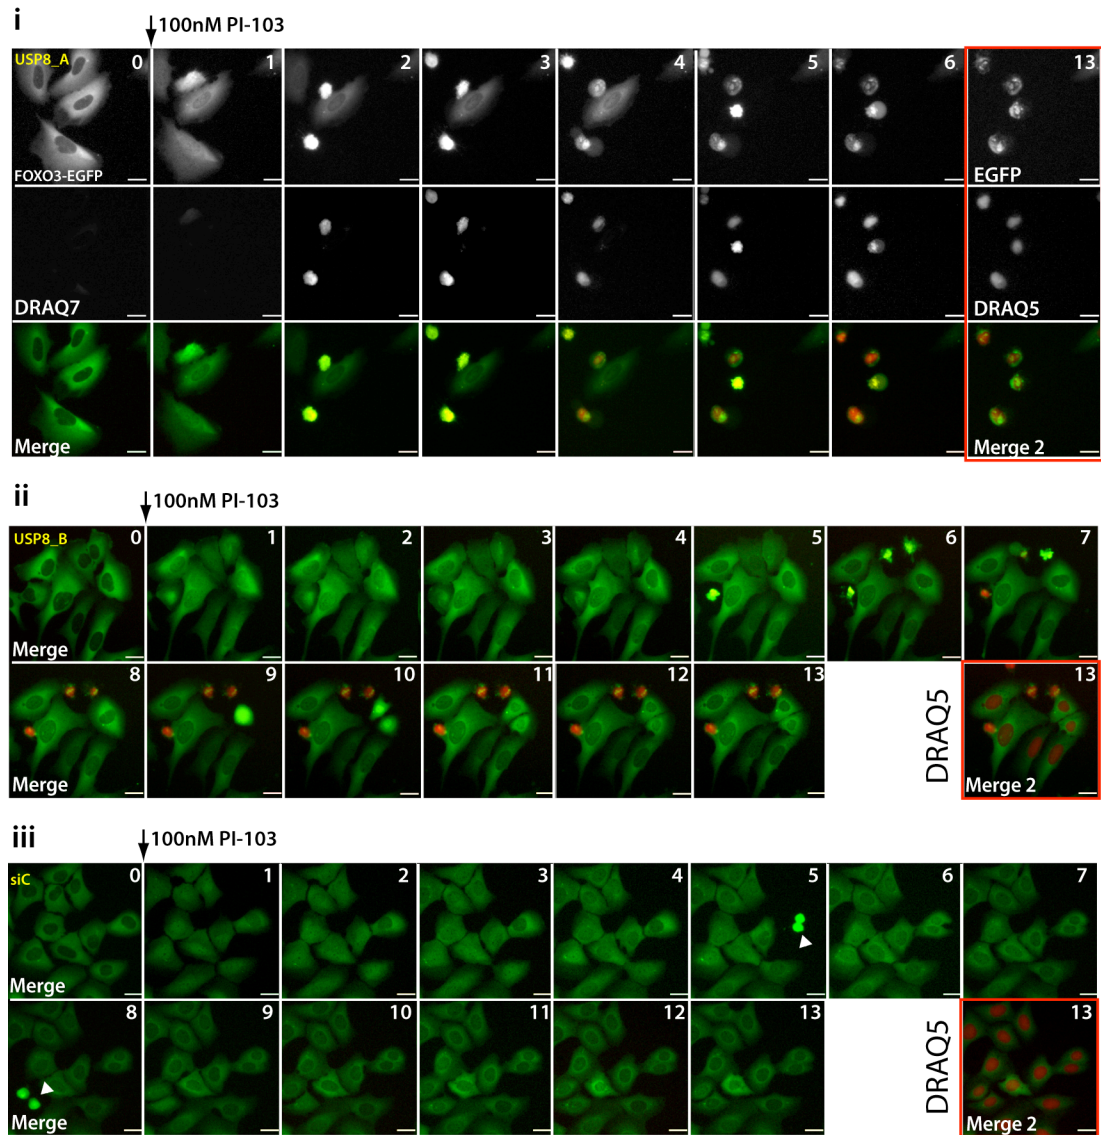 i
100nM PI-103
USP8_A
0 1 2 3 4 5 6 13
FOXO3-EGFP
EGFP
DRAQ7
DRAQ5
Merge
Merge 2
ii
100nM PI-103
USP8_B
0 1 2 3 4 5 6 7
Merge
8 9 10 11 12 13
DRAQ5
13
Merge
Merge 2
iii
100nM PI-103
siC
0 1 2 3 4 5 6 7
Merge
8 9 10 11 12 13
DRAQ5
13
Merge
Merge 2